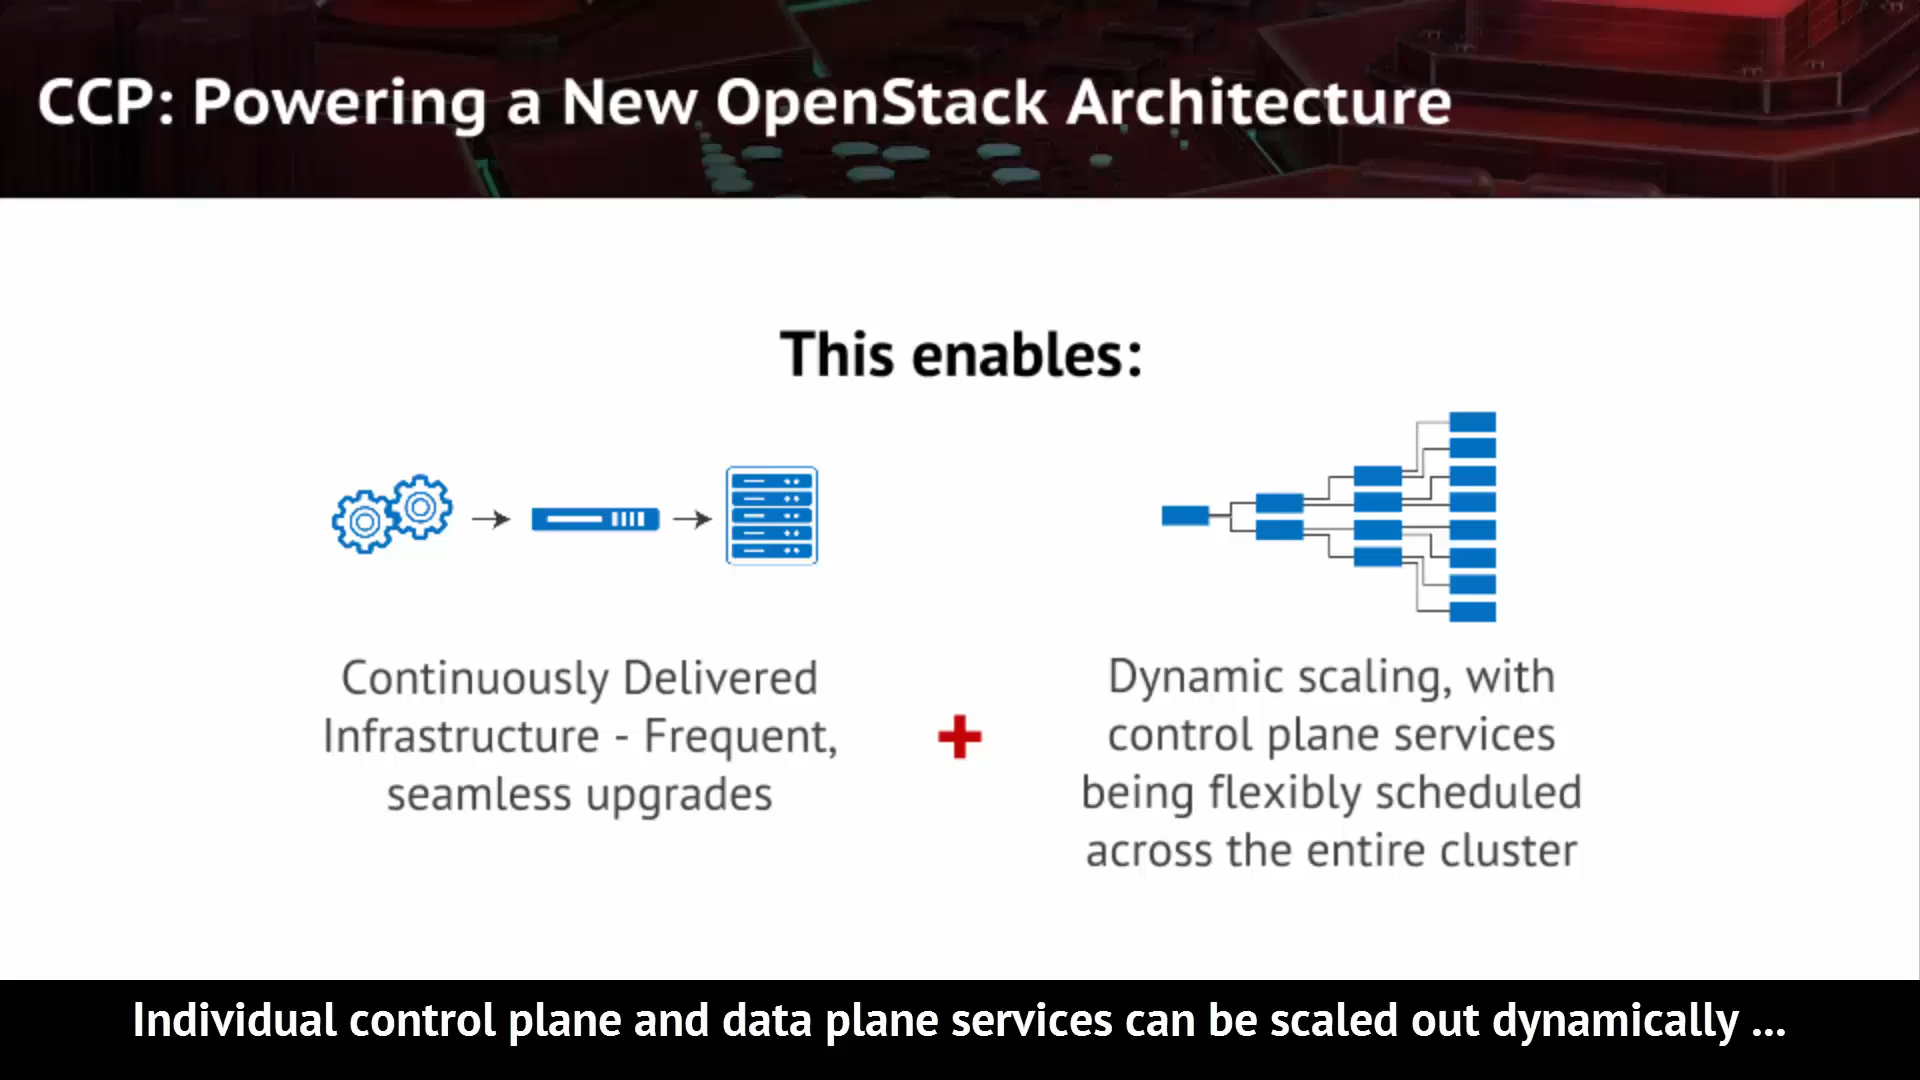 CCP: Powering a New OpenStack Architecture
This enables:
Continuously Delivered
Infrastructure - Frequent,
seamless upgrades
Dynamic scaling, with
control plane services
being flexibly scheduled
across the entire cluster
Individual control plane and data plane services can be scaled out dynamically ...